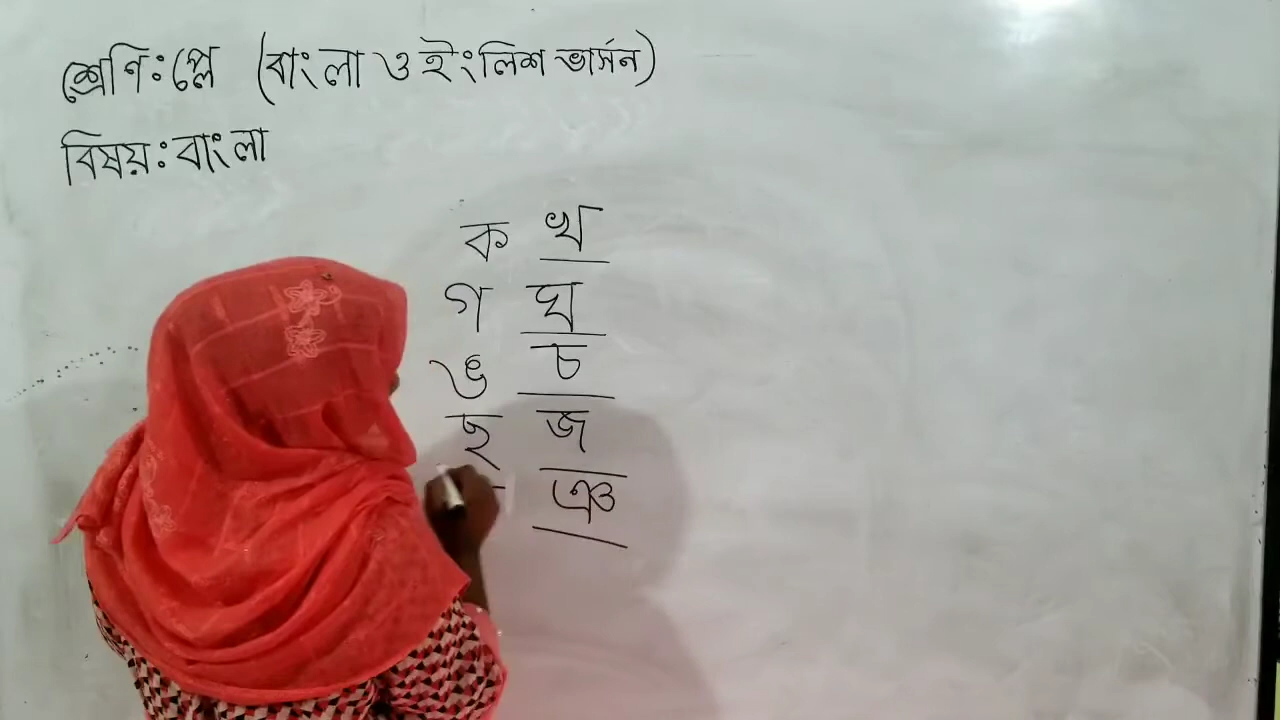 শ্রেণি:প্লে (বাংলা ও ইংলিশ ভার্সন)
বিষয়:বাংলা
ক খ
গ ঘ
ঙ চ
ছ জ
ঞ